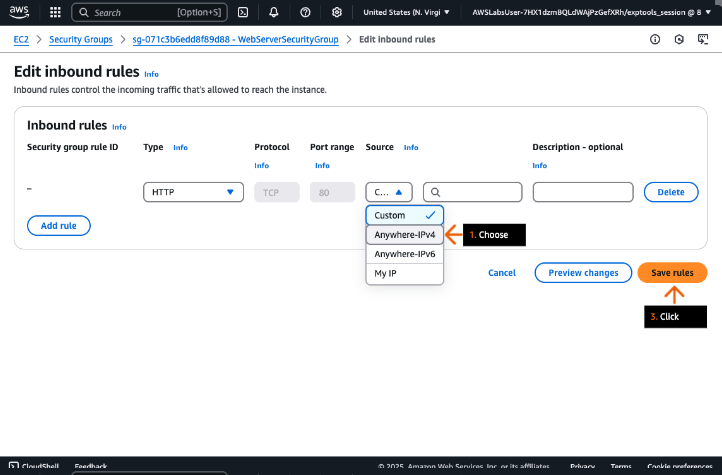 aws Search [Option+S] United States (N. Virgi ▼ AWSLabsUser-7HX1dzmBQLdWAjPzGefXRh/exptools_session @ 8 ▼
EC2 > Security Groups > sg-071c3b6edd8f89d88 - WebServerSecurityGroup > Edit inbound rules
Edit inbound rules Info
Inbound rules control the incoming traffic that's allowed to reach the instance.
Inbound rules Info
Security group rule ID Type Info Protocol Port range Source Info Description - optional
Info Info Info
– HTTP TCP 80 C... Delete
Custom
Add rule
Anywhere-IPv4 1. Choose
Anywhere-IPv6
My IP
Cancel Preview changes Save rules
3. Click
CloudShell Feedback © 2025, Amazon Web Services, Inc. or its affiliates. Privacy Terms Cookie preferences